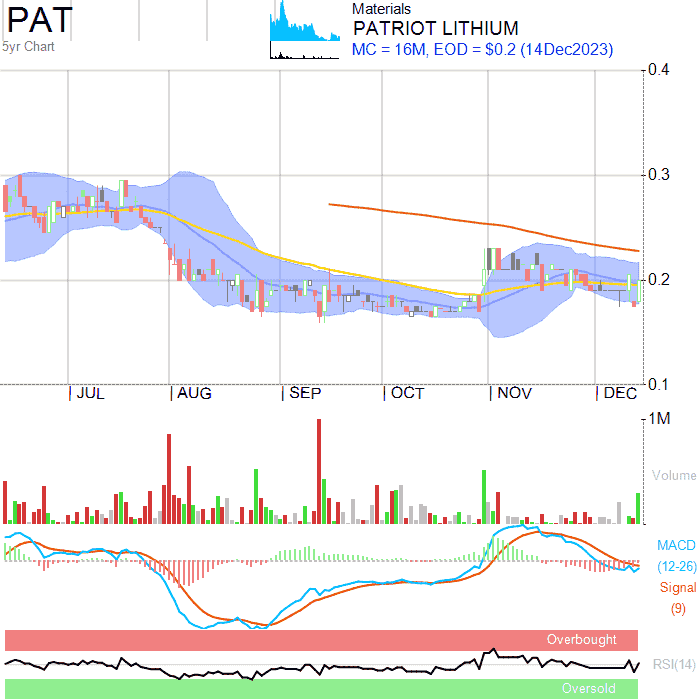 PAT
5yr Chart
Materials
PATRIOT LITHIUM
MC = 16M, EOD = $0.2 (14Dec2023)
0.4
0.3
0.2
0.1
JUL AUG SEP OCT NOV DEC
1M
Volume
MACD
(12-26)
Signal
(9)
Overbought
RSI(14)
Oversold